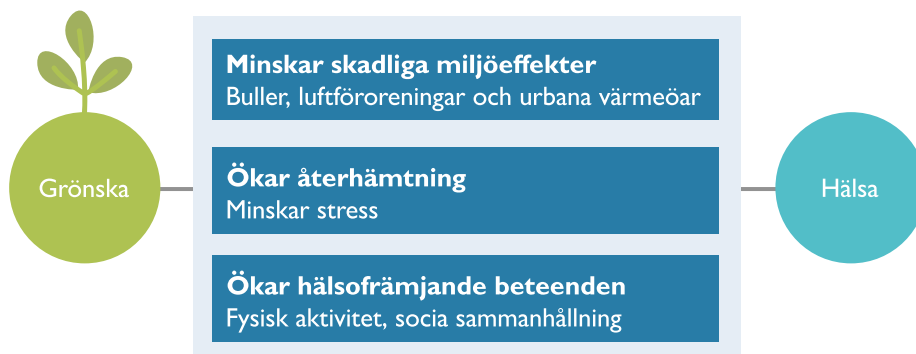 Minskar skadliga miljöeffekter
Buller, luftföroreningar och urbana värmeöar
Grönska
Ökar återhämtning
Minskar stress
Hälsa
Ökar hälsofrämjande beteenden
Fysisk aktivitet, socia sammanhållning